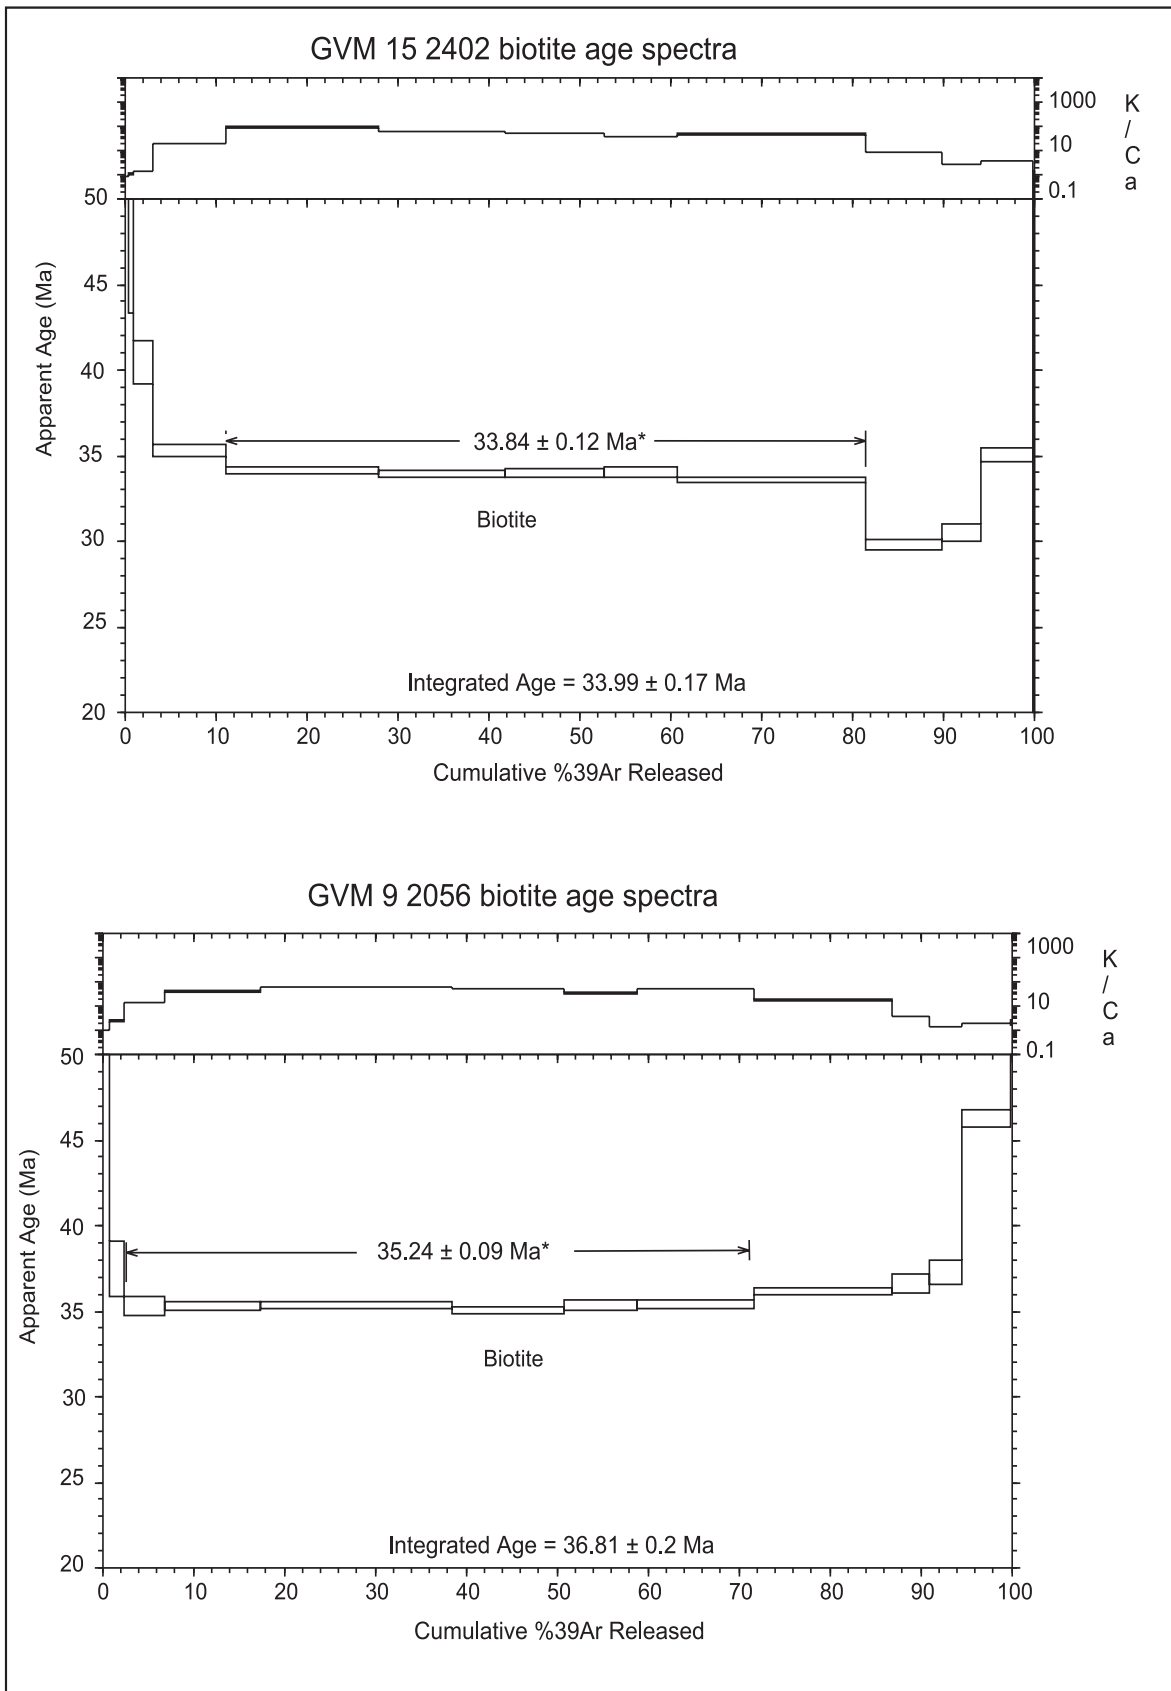 GVM 15 2402 biotite age spectra
1000
10
0.1
K
/
C
a
50
45
40
35
30
25
20
Apparent Age (Ma)
33.84 ± 0.12 Ma*
Biotite
Integrated Age = 33.99 ± 0.17 Ma
0 10 20 30 40 50 60 70 80 90 100
Cumulative %39Ar Released
GVM 9 2056 biotite age spectra
1000
10
0.1
K
/
C
a
50
45
40
35
30
25
20
Apparent Age (Ma)
35.24 ± 0.09 Ma*
Biotite
Integrated Age = 36.81 ± 0.2 Ma
0 10 20 30 40 50 60 70 80 90 100
Cumulative %39Ar Released